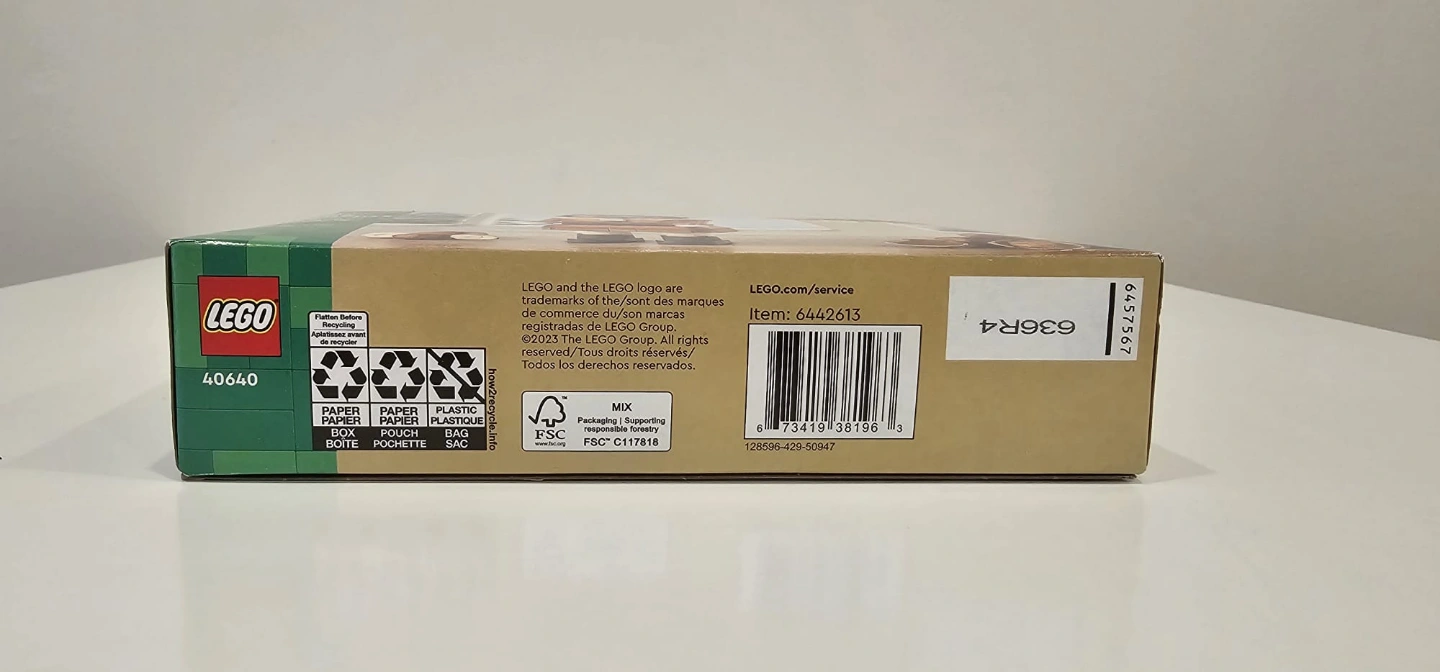 LEGO
40640
Flatten Before
Recycling
Aplatissez avant
de recycler
PAPER
PAPIER
BOX
BOÎTE
PAPER
PAPIER
POUCH
POCHETTE
PLASTIC
PLASTIQUE
BAG
SAC
how2recycle.info
LEGO and the LEGO logo are
trademarks of the/sont des marques
de commerce du/son marcas
registradas de LEGO Group.
©2023 The LEGO Group. All rights
reserved/Tous droits réservés/
Todos los derechos reservados.
FSC
™
www.fsc.org
MIX
Packaging | Supporting
responsible forestry
FSC™ C117818
LEGO.com/service
Item: 6442613
6 73419 38196 3
128596-429-50947
636R4
6457567